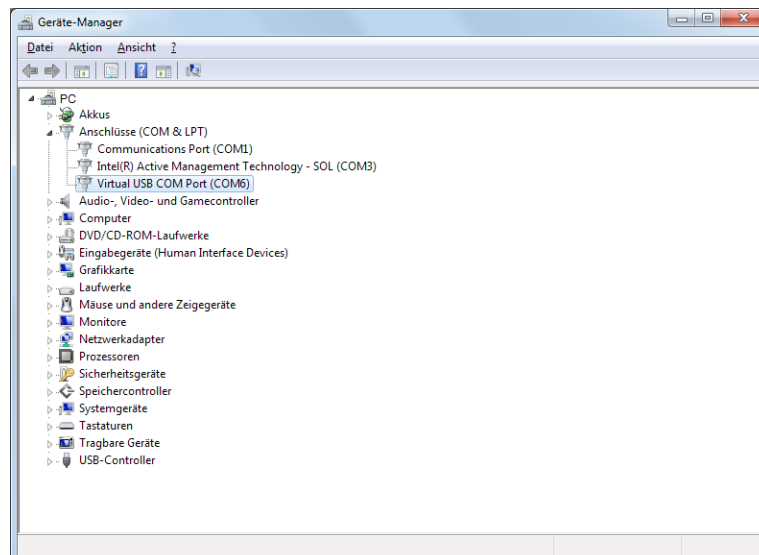 Geräte-Manager
Datei Aktion Ansicht ?
PC
Akkus
Anschlüsse (COM & LPT)
Communications Port (COM1)
Intel(R) Active Management Technology - SOL (COM3)
Virtual USB COM Port (COM6)
Audio-, Video- und Gamecontroller
Computer
DVD/CD-ROM-Laufwerke
Eingabegeräte (Human Interface Devices)
Grafikkarte
Laufwerke
Mäuse und andere Zeigegeräte
Monitore
Netzwerkadapter
Prozessoren
Sicherheitsgeräte
Speichercontroller
Systemgeräte
Tastaturen
Tragbare Geräte
USB-Controller